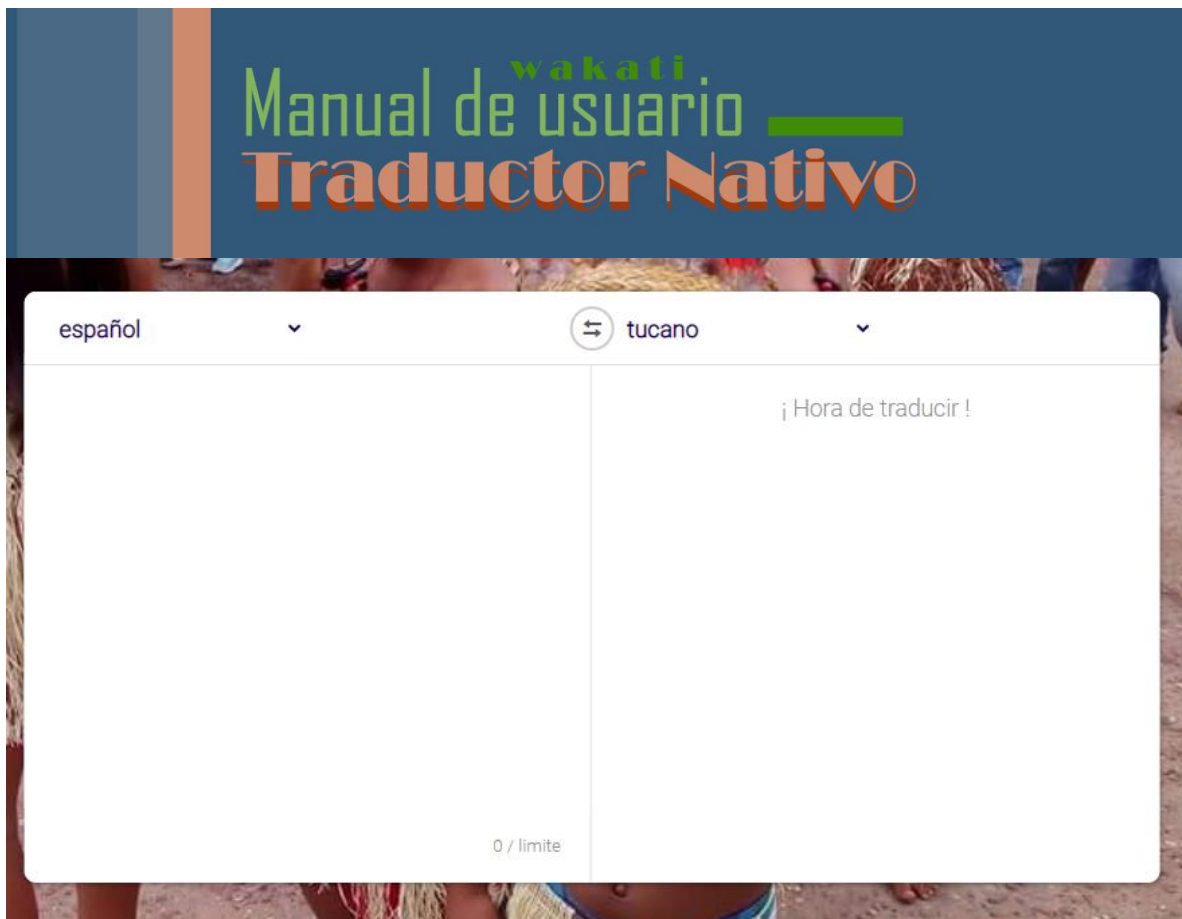 wakati
Manual de usuario
Traductor Nativo
español
tucano
¡ Hora de traducir !
0 / limite